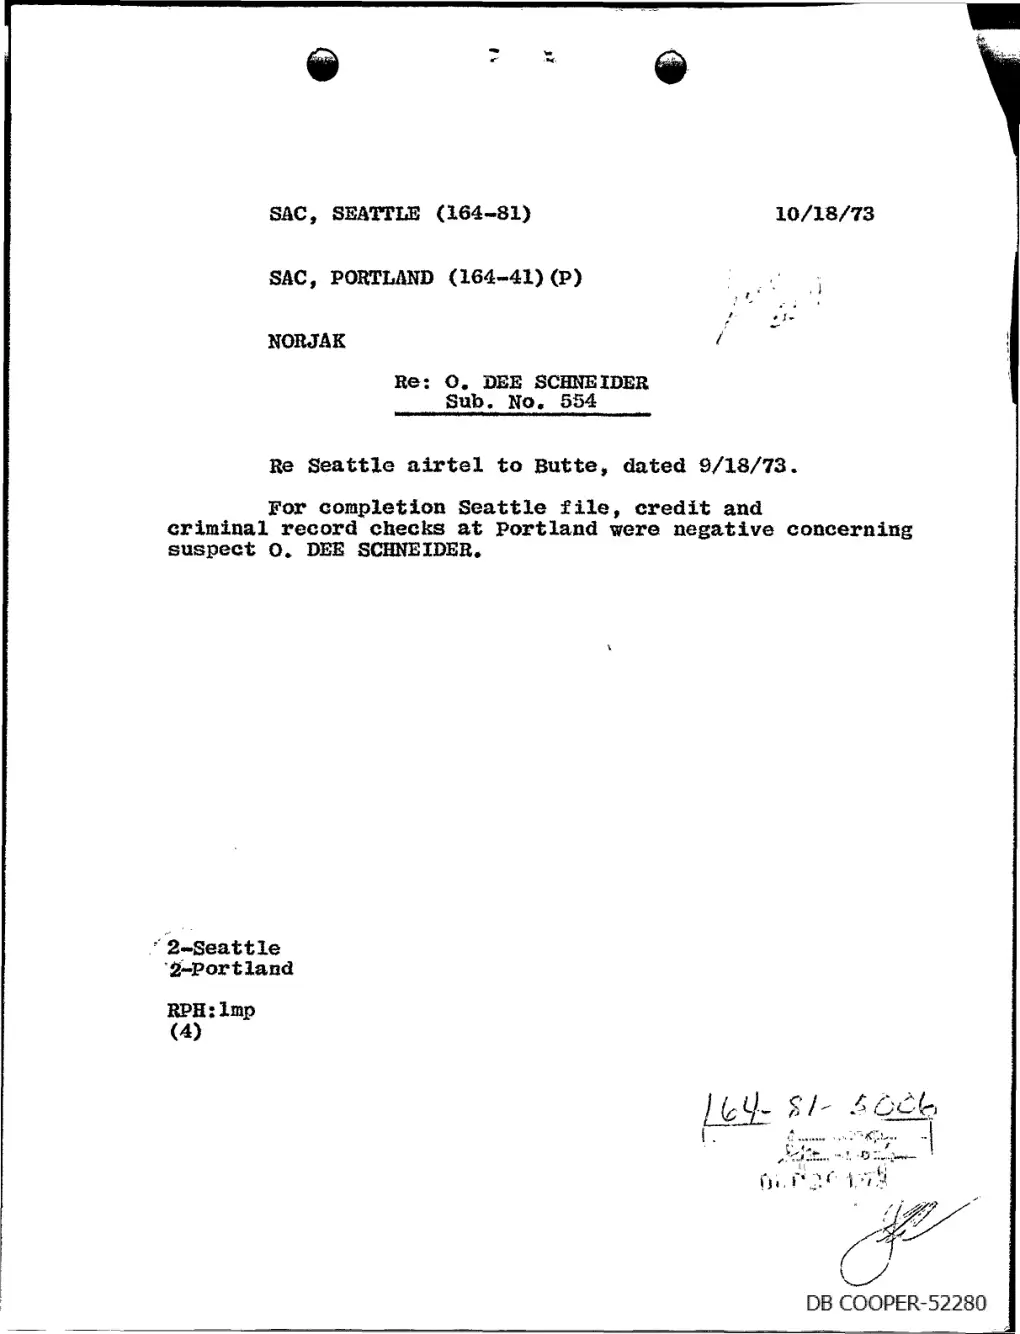 SAC, SEATTLE (164-81) 10/18/73
SAC, PORTLAND (164-41)(P)
NORJAK
Re: O. DEE SCHNEIDER
Sub. No. 554
Re Seattle airtel to Butte, dated 9/18/73.
For completion Seattle file, credit and
criminal record checks at Portland were negative concerning
suspect O. DEE SCHNEIDER.
2-Seattle
2-Portland
RPH:lmp
(4)
164-81-5006
DB COOPER-52280